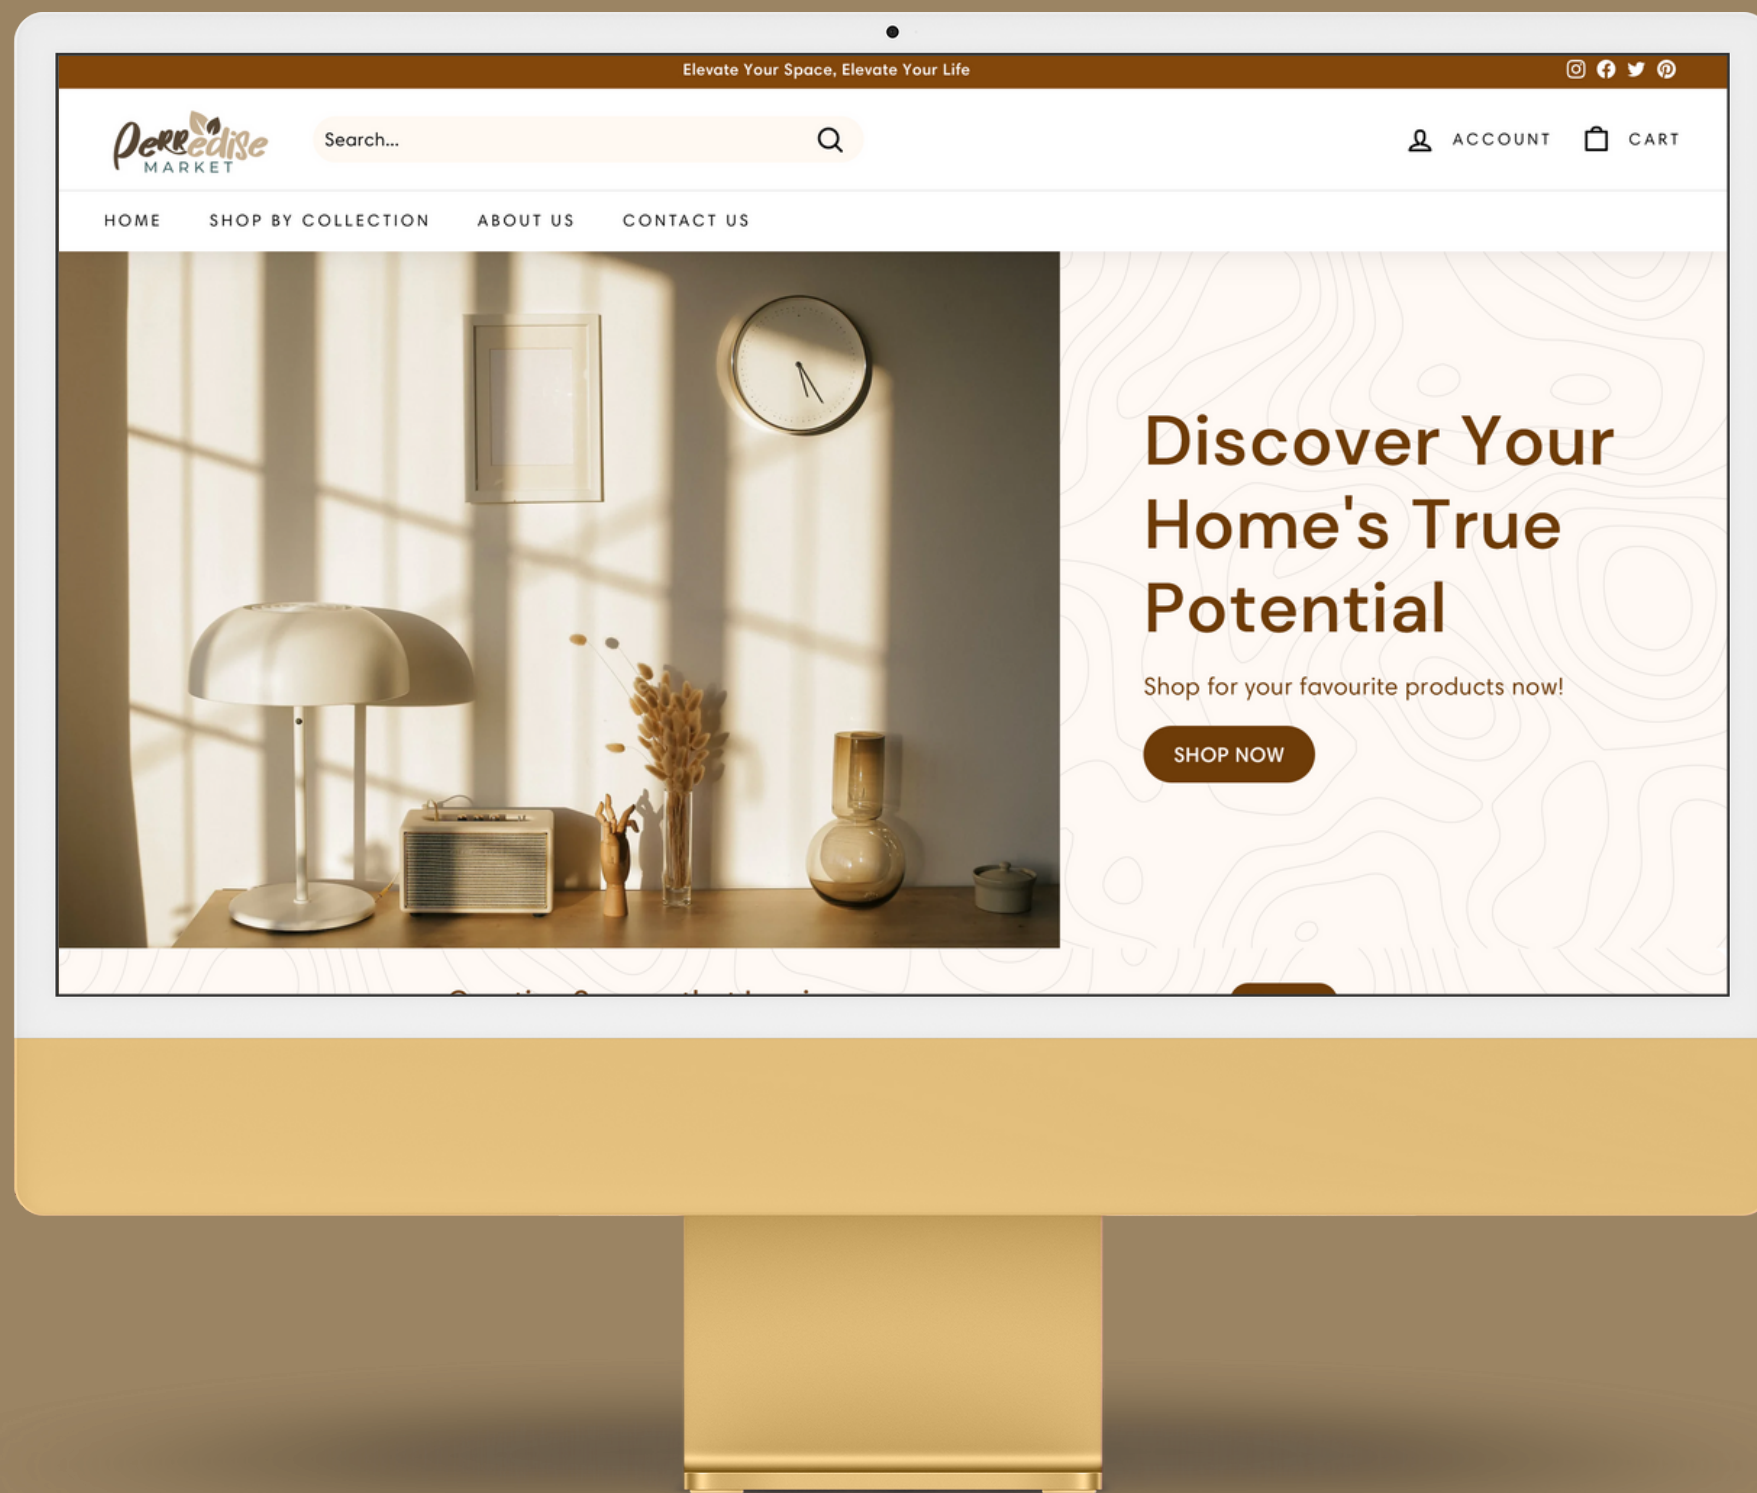 Elevate Your Space, Elevate Your Life
Perredise
MARKET
Search...
ACCOUNT
CART
HOME
SHOP BY COLLECTION
ABOUT US
CONTACT US
Discover Your
Home's True
Potential
Shop for your favourite products now!
SHOP NOW